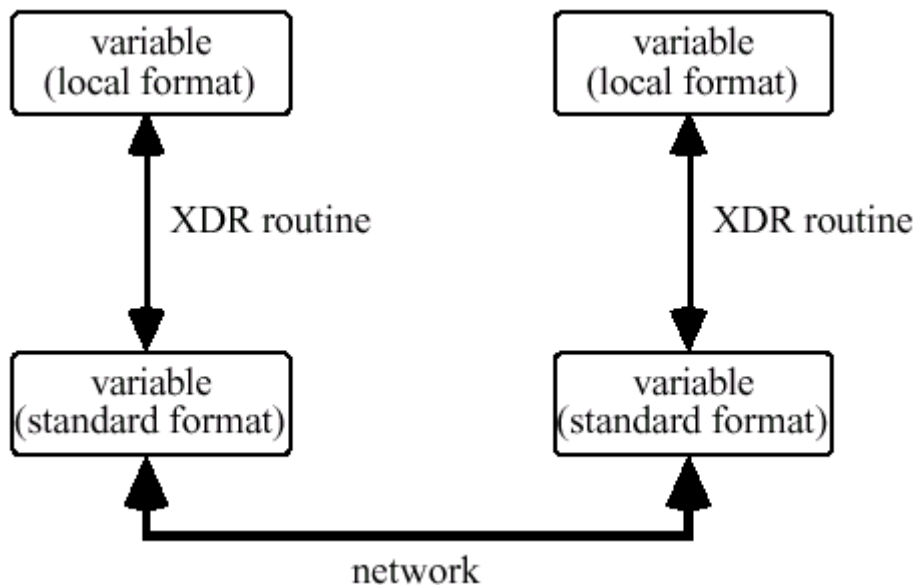 variable
(local format)
variable
(local format)
XDR routine
XDR routine
variable
(standard format)
variable
(standard format)
network